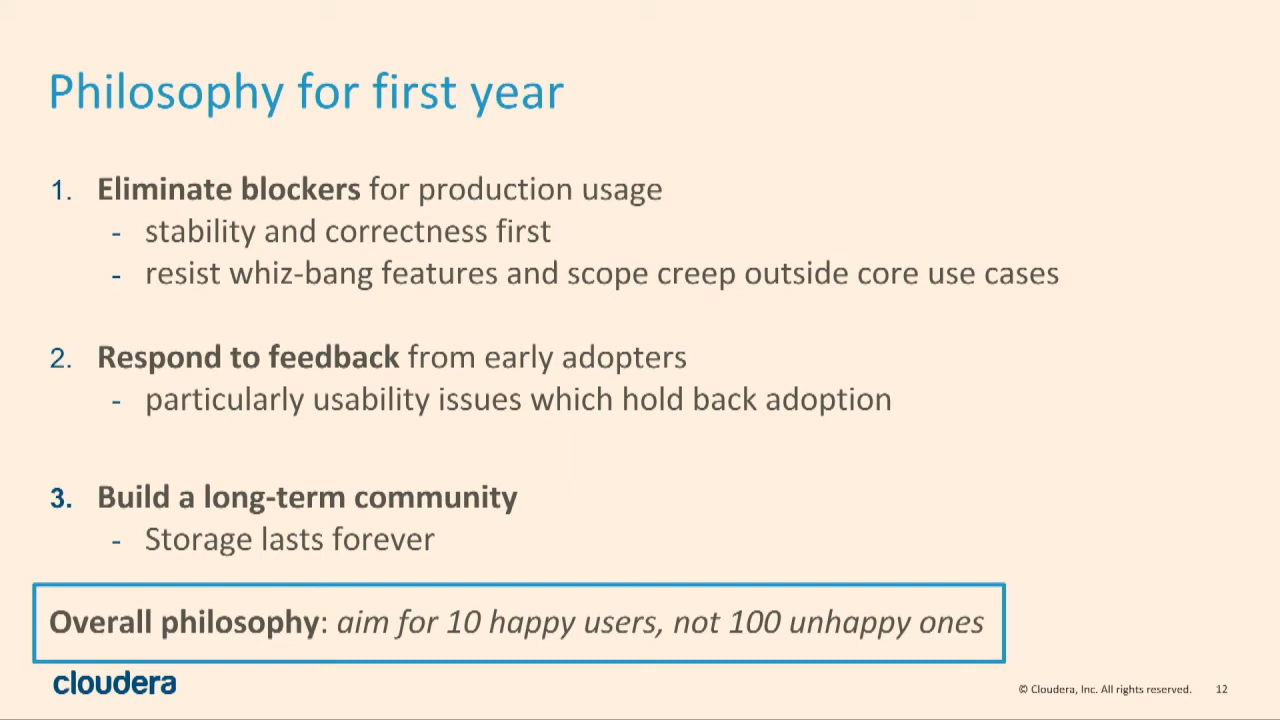 Philosophy for first year
1. Eliminate blockers for production usage
- stability and correctness first
- resist whiz-bang features and scope creep outside core use cases
2. Respond to feedback from early adopters
- particularly usability issues which hold back adoption
3. Build a long-term community
- Storage lasts forever
Overall philosophy: aim for 10 happy users, not 100 unhappy ones
cloudera
© Cloudera, Inc. All rights reserved. 12